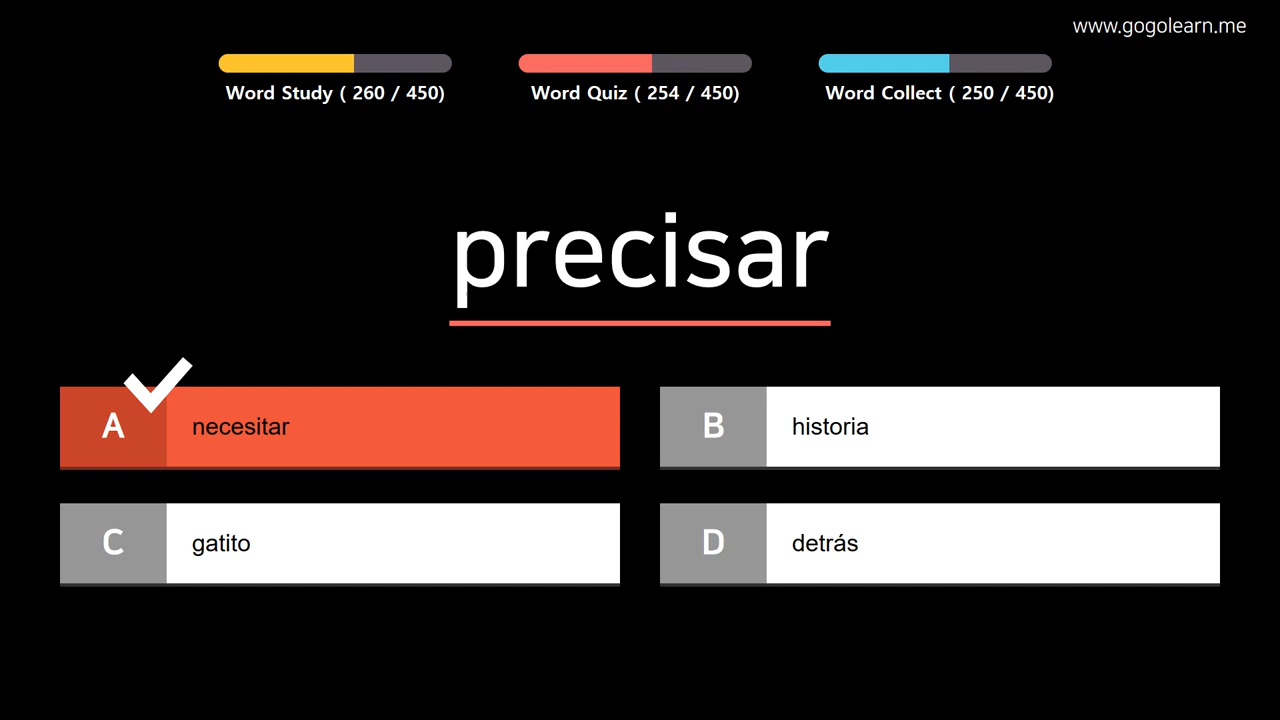 www.gogolearn.me
Word Study ( 260 / 450)
Word Quiz ( 254 / 450)
Word Collect ( 250 / 450)
precisar
A necesitar
B historia
C gatito
D detrás